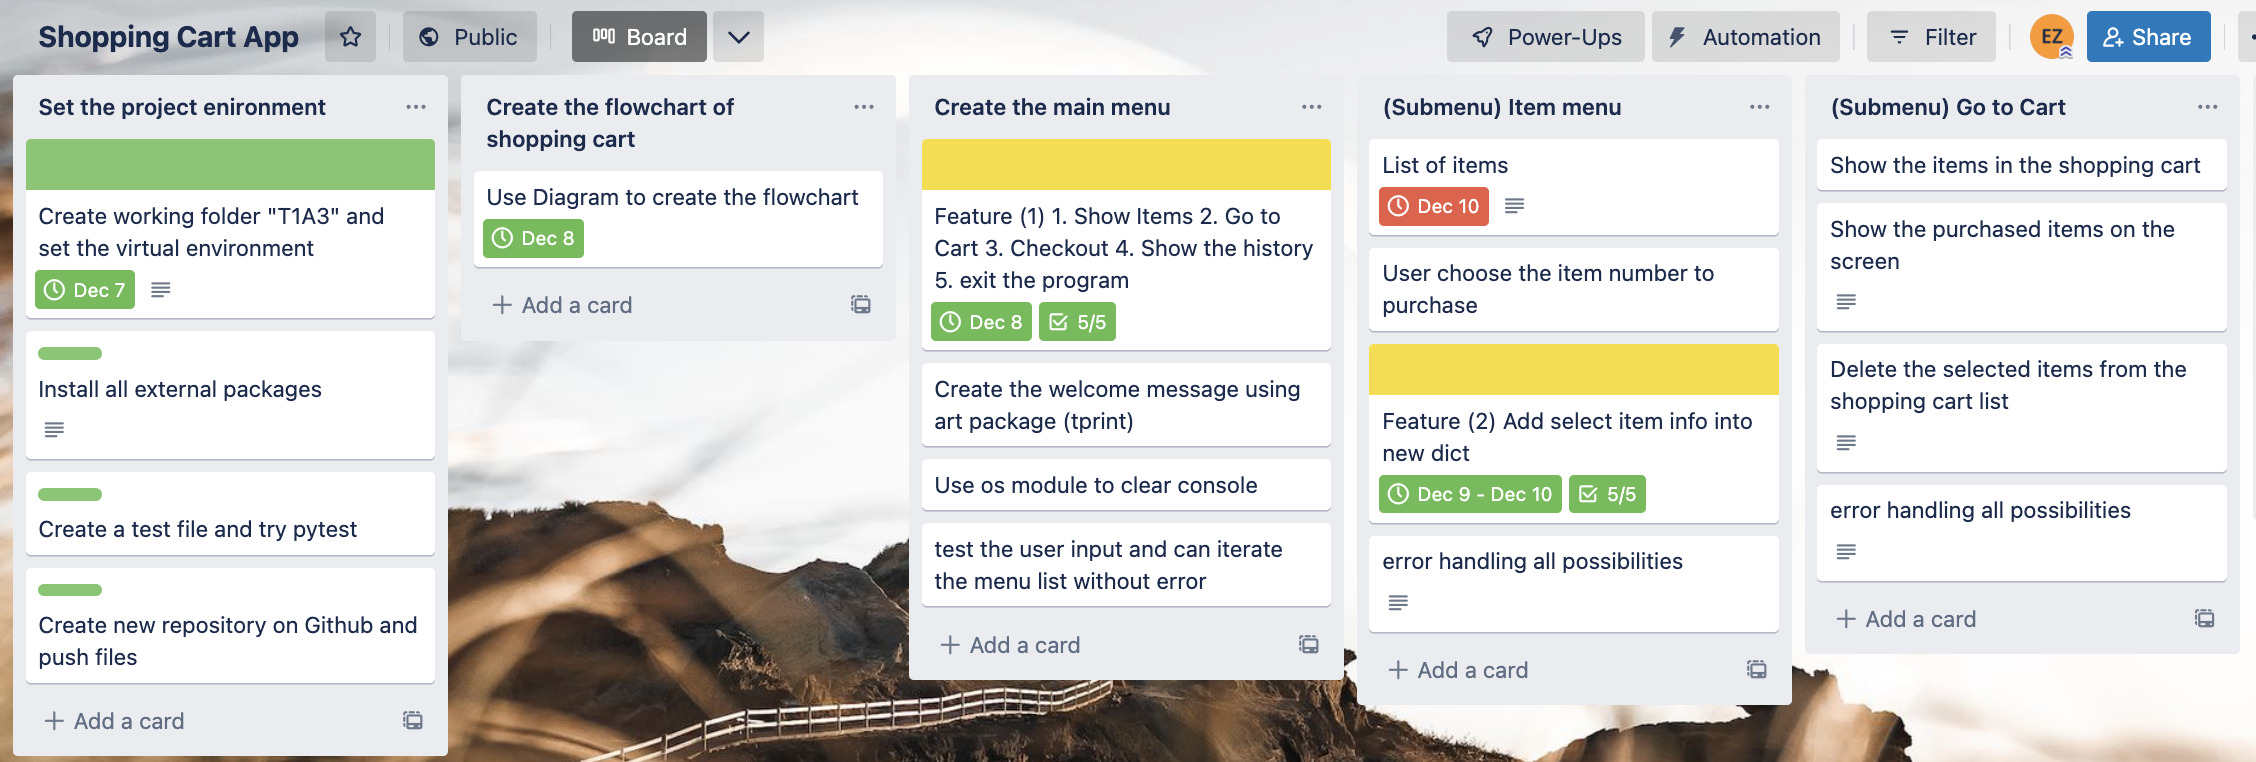 Shopping Cart App
Public
Board
Power-Ups
Automation
Filter
EZ
Share
Set the project enironment
Create working folder "T1A3" and
set the virtual environment
Dec 7
Install all external packages
Create a test file and try pytest
Create new repository on Github and
push files
+ Add a card
Create the flowchart of
shopping cart
Use Diagram to create the flowchart
Dec 8
+ Add a card
Create the main menu
Feature (1) 1. Show Items 2. Go to
Cart 3. Checkout 4. Show the history
5. exit the program
Dec 8 5/5
Create the welcome message using
art package (tprint)
Use os module to clear console
test the user input and can iterate
the menu list without error
+ Add a card
(Submenu) Item menu
List of items
Dec 10
User choose the item number to
purchase
Feature (2) Add select item info into
new dict
Dec 9 - Dec 10 5/5
error handling all possibilities
+ Add a card
(Submenu) Go to Cart
Show the items in the shopping cart
Show the purchased items on the
screen
Delete the selected items from the
shopping cart list
error handling all possibilities
+ Add a card